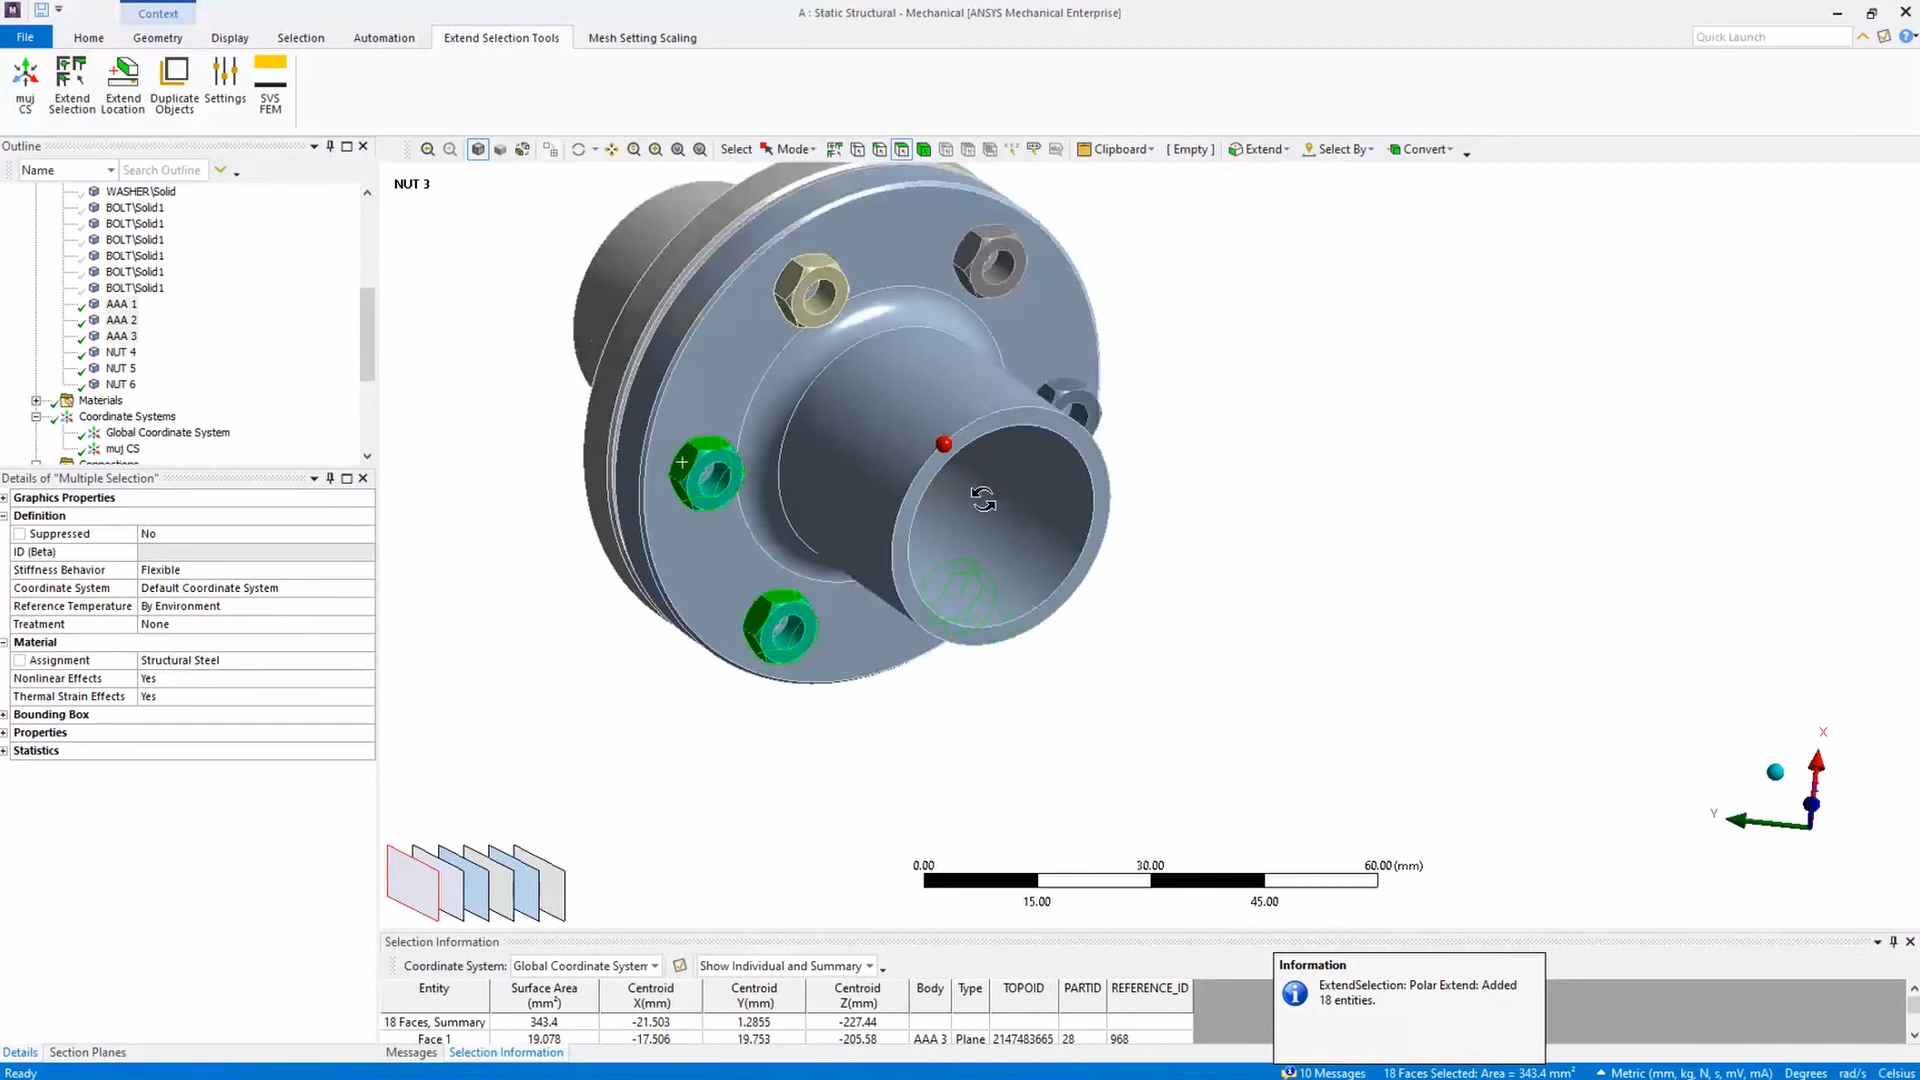 Context
A : Static Structural - Mechanical [ANSYS Mechanical Enterprise]
File
Home
Geometry
Display
Selection
Automation
Extend Selection Tools
Mesh Setting Scaling
Quick Launch
muj CS
Extend Selection
Extend Location
Duplicate Objects
Settings
SVS FEM
Outline
Name
Search Outline
Select
Mode
Clipboard
[ Empty ]
Extend
Select By
Convert
NUT 3
WASHER\Solid
BOLT\Solid1
BOLT\Solid1
BOLT\Solid1
BOLT\Solid1
BOLT\Solid1
BOLT\Solid1
AAA 1
AAA 2
AAA 3
NUT 4
NUT 5
NUT 6
Materials
Coordinate Systems
Global Coordinate System
muj CS
Details of "Multiple Selection"
Graphics Properties
Definition
Suppressed No
ID (Beta)
Stiffness Behavior Flexible
Coordinate System Default Coordinate System
Reference Temperature By Environment
Treatment None
Material
Assignment Structural Steel
Nonlinear Effects Yes
Thermal Strain Effects Yes
Bounding Box
Properties
Statistics
X
Y
0.00 30.00 60.00 (mm)
15.00 45.00
Selection Information
Coordinate System: Global Coordinate System
Show Individual and Summary
Entity Surface Area (mm²) Centroid X(mm) Centroid Y(mm) Centroid Z(mm) Body Type TOPOID PARTID REFERENCE_ID
18 Faces, Summary 343.4 -21.503 1.2855 -227.44
Face 1 19.078 -17.506 19.753 -205.58 AAA 3 Plane 2147483665 28 968
Information
ExtendSelection: Polar Extend: Added
18 entities.
Details
Section Planes
Messages
Selection Information
Ready
10 Messages
18 Faces Selected: Area = 343.4 mm²
Metric (mm, kg, N, s, mV, mA)
Degrees
rad/s
Celsius